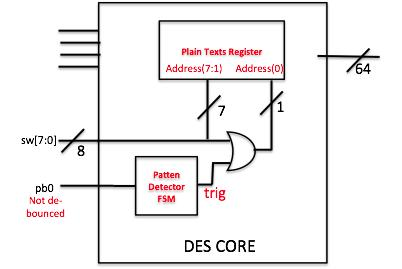 Plain Texts Register
Address(7:1) Address(0)
64
7
1
sw[7:0]
8
Patten
Detector
FSM
pb0
Not de-
bounced
trig
DES CORE